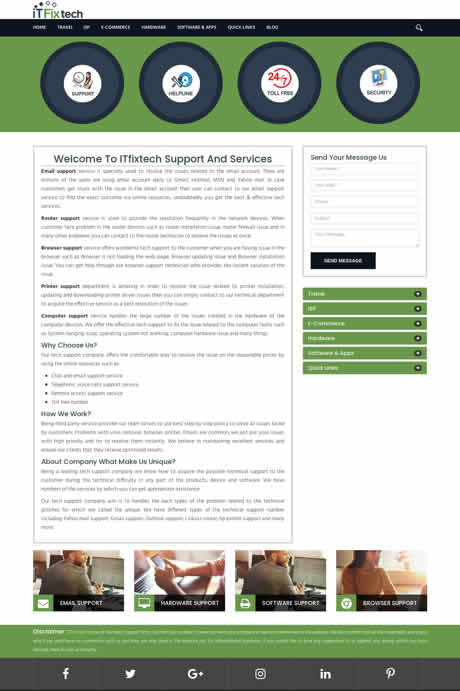 iTFixtech
HOME TRAVEL ISP E-COMMERCE HARDWARE SOFTWARE & APPS QUICK LINKS BLOG
SUPPORT
HELPLINE
24/7
TOLL FREE
SECURITY
Welcome To ITfixtech Support And Services
Email support service is specially used to resolve the issues related to the email account. There are
millions of the users are using email account daily i.e Gmail, Hotmail, MSN and Yahoo mail. In case
customers get stuck with the issue in the email account then user can contact to our email support
service to find the exact outcome via online resources, undoubtedly you get the best & effective tech
services.
Router support service is used to provide the resolution frequently in the network devices. When
customer face problem in the router devices such as router installation issue, router firewall issue and in
many other problems you can contact to the router technician to resolve the issues at once.
Browser support service offers wonderful tech support to the customer when you are having issue in the
browser such as Browser is not loading the web page, Browser updating issue and Browser installation
issue. You can get help through our browser support technician who provides the instant solution of the
issue.
Printer support department is working in order to resolve the issue related to printer installation,
updating and downloading printer driver issues then you can simply contact to our technical department
to acquire the effective service as a best resolution of the issues.
Computer support service handles the large number of the issues created in the hardware of the
computer devices. We offer the effective tech support to fix the issue related to the computer faults such
as system hanging issue, operating system not working, computer hardware issue and many things.
Why Choose Us?
Our tech support company offers the comfortable way to resolve the issue on the reasonable prices by
using the online resources such as:
Chat and email support service
Telephonic voice calls support service
Remote access support service
Toll free number
How We Work?
Being third party service provider our team strives to use best step by step policy to solve all issues faced
by customers. Problems with virus removal, browser, printer, Emails are common; we just put your issues
with high priority and try to resolve them instantly. We believe in maintaining excellent services and
ensure our clients that they receive optimized results.
About Company What Make Us Unique?
Being a leading tech support company we know how to acquire the possible technical support to the
customer during the technical difficulty in any part of the products, device and software. We have
numbers of the services by which you can get appropriate assistance.
Our tech support company aim is to handles the each types of the problem related to the technical
glitches for which we called the unique. We have different types of the technical support number
including Yahoo mail support, Gmail support, Outlook support, Linksys router, hp printer support and many
more.
Send Your Message Us
Phone
Subject
Your Message
SEND MESSAGE
Travel
ISP
E-Commerce
Hardware
Software & Apps
Quick Links
EMAIL SUPPORT
HARDWARE SUPPORT
SOFTWARE SUPPORT
BROWSER SUPPORT
Disclaimer